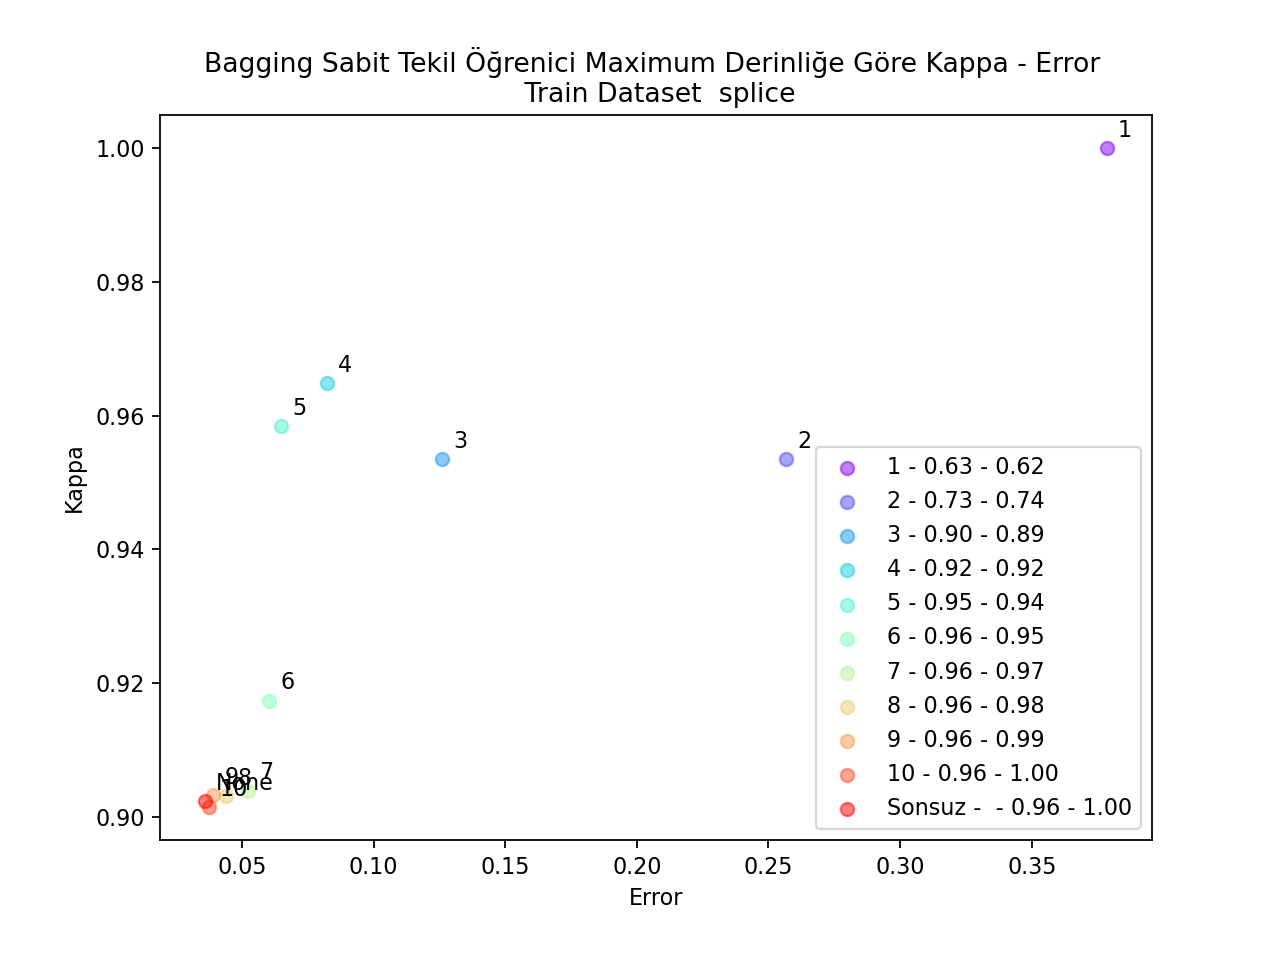 Bagging Sabit Tekil Öğrenici Maximum Derinliğe Göre Kappa - Error
Train Dataset  splice
1
1.00
0.98
4
0.96
5
3
2
Kappa
1 - 0.63 - 0.62
2 - 0.73 - 0.74
3 - 0.90 - 0.89
4 - 0.92 - 0.92
5 - 0.95 - 0.94
6 - 0.96 - 0.95
7 - 0.96 - 0.97
8 - 0.96 - 0.98
9 - 0.96 - 0.99
10 - 0.96 - 1.00
Sonsuz -  - 0.96 - 1.00
0.94
0.92
6
7
9
8
None
10
0.90
0.05 0.10 0.15 0.20 0.25 0.30 0.35
Error